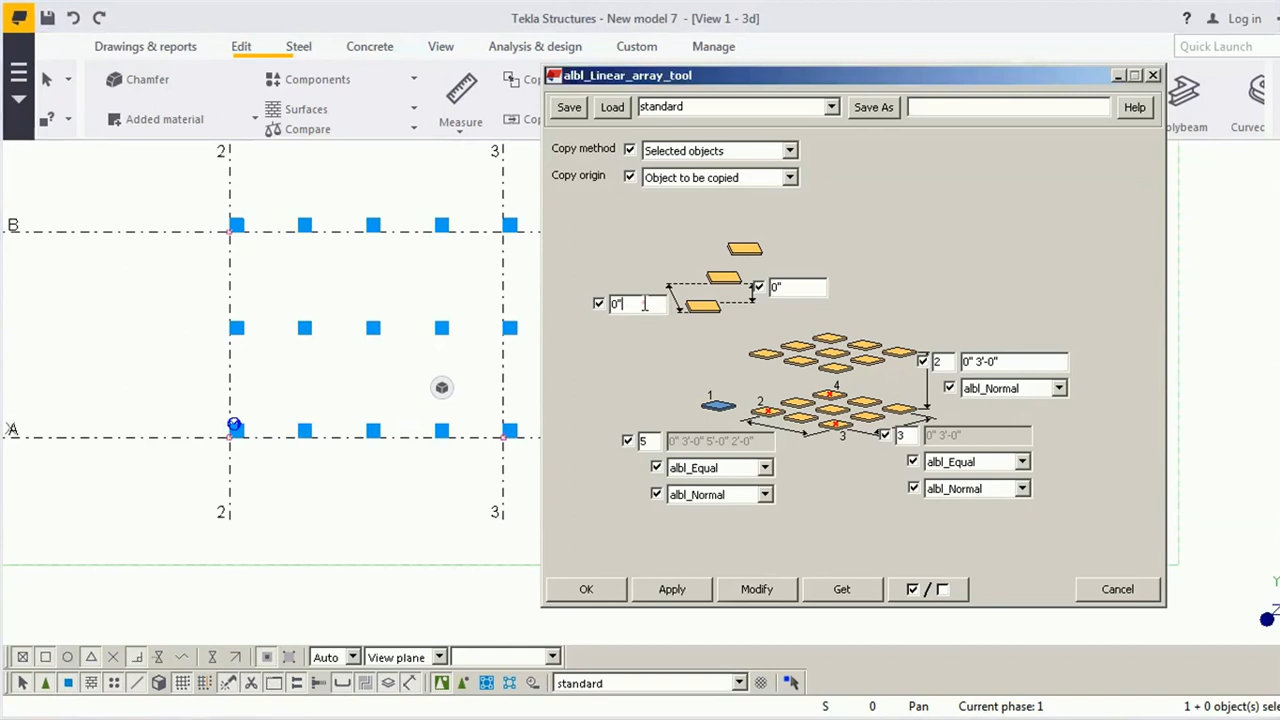 Tekla Structures - New model 7 - [View 1 - 3d]
? Log in
Drawings & reports Edit Steel Concrete Analysis & design View Custom Manage
Quick Launch
Chamfer
Components
Added material
Surfaces
Compare
Measure
Cop
Cop
olybeam
Curvec
albl_Linear_array_tool
Save Load standard Save As Help
Copy method Selected objects
Copy origin Object to be copied
2
3
B
A
2
3
0"
0"
2 0" 3'-0"
albl_Normal
1
2
3
4
5 0" 3'-0" 5'-0" 2'-0"
albl_Equal
albl_Normal
3 0" 3'-0"
albl_Equal
albl_Normal
OK Apply Modify Get / Cancel
Y
Z
Auto View plane
standard
S 0 Pan Current phase: 1 1 + 0 object(s) sele